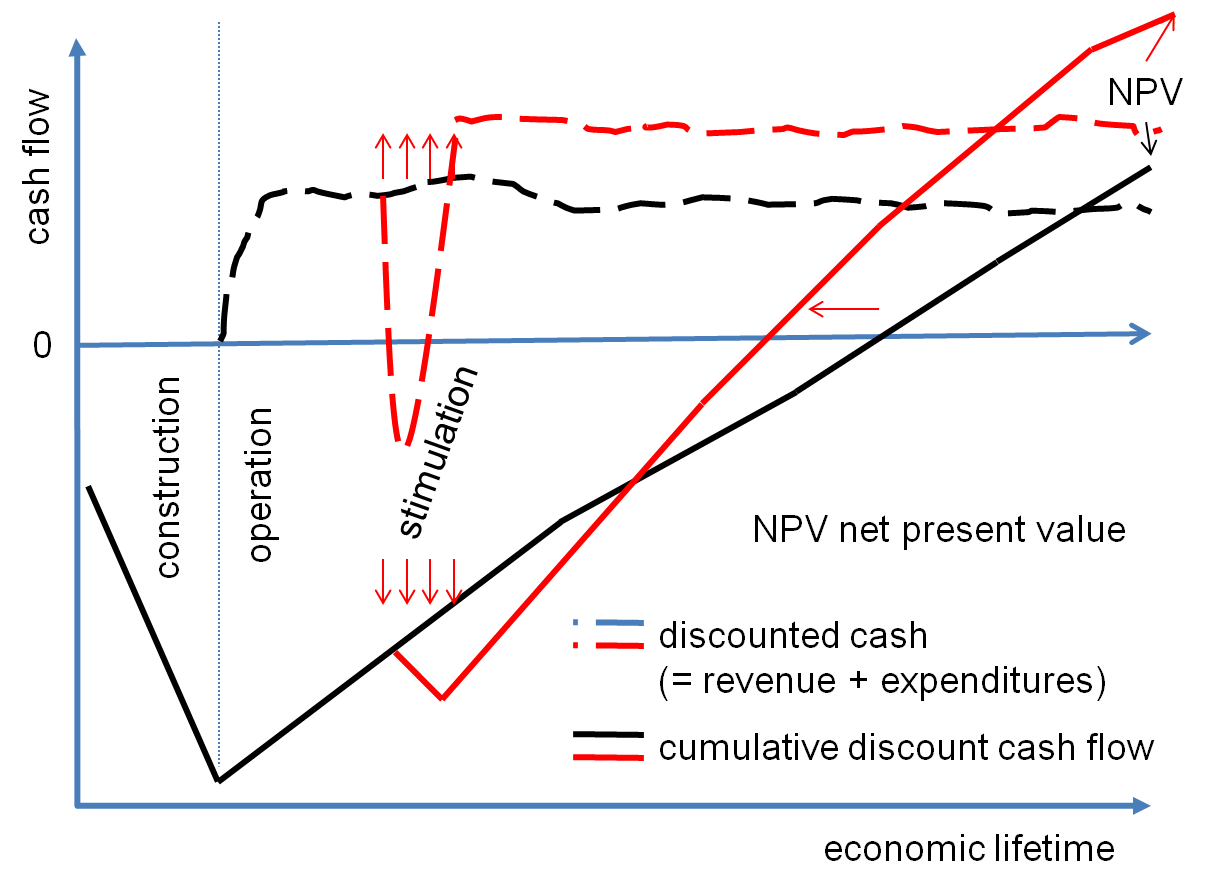 cash flow
NPV
0
construction
operation
stimulation
NPV net present value
discounted cash
(= revenue + expenditures)
cumulative discount cash flow
economic lifetime